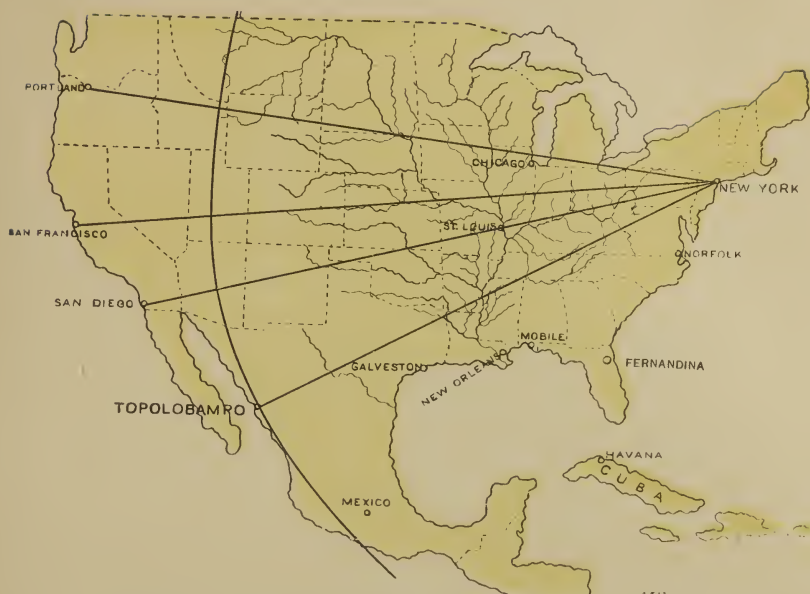 PORTLAND
CHICAGO
NEW YORK
SAN FRANCISCO
ST. LOUIS
NORFOLK
SAN DIEGO
MOBILE
GALVESTON
NEW ORLEANS
FERNANDINA
TOPOLOBAMPO
HAVANA
CUBA
MEXICO